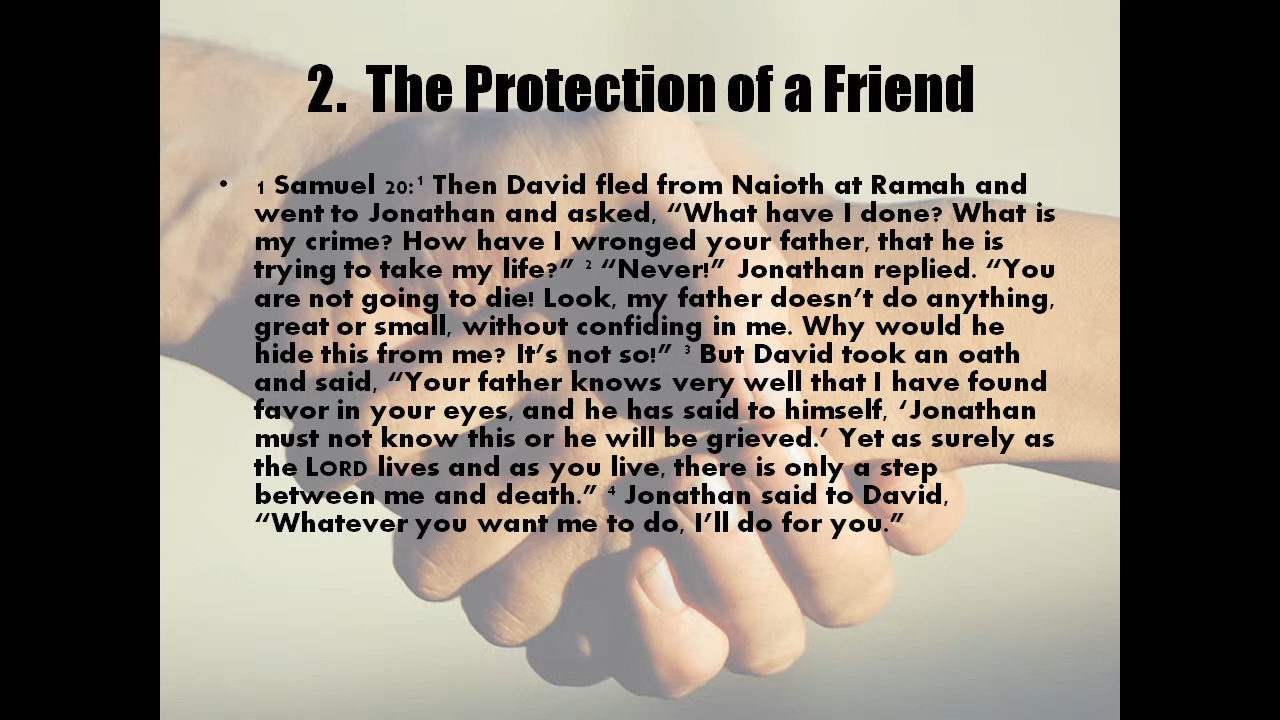 2. The Protection of a Friend
• 1 Samuel 20:¹ Then David fled from Naioth at Ramah and
went to Jonathan and asked, “What have I done? What is
my crime? How have I wronged your father, that he is
trying to take my life?” ² “Never!” Jonathan replied. “You
are not going to die! Look, my father doesn’t do anything,
great or small, without confiding in me. Why would he
hide this from me? It’s not so!” ³ But David took an oath
and said, “Your father knows very well that I have found
favor in your eyes, and he has said to himself, ‘Jonathan
must not know this or he will be grieved.’ Yet as surely as
the LORD lives and as you live, there is only a step
between me and death.” ⁴ Jonathan said to David,
“Whatever you want me to do, I’ll do for you.”